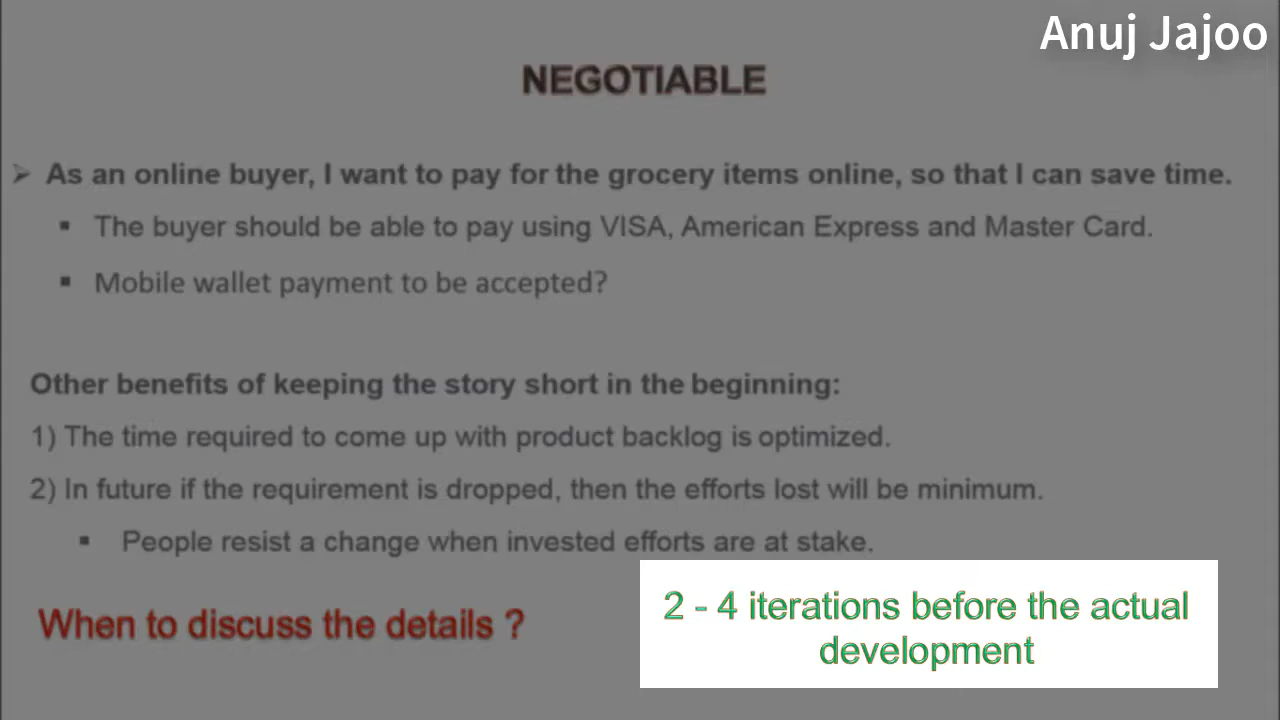 Anuj Jajoo
NEGOTIABLE
➢ As an online buyer, I want to pay for the grocery items online, so that I can save time.
▪ The buyer should be able to pay using VISA, American Express and Master Card.
▪ Mobile wallet payment to be accepted?
Other benefits of keeping the story short in the beginning:
1) The time required to come up with product backlog is optimized.
2) In future if the requirement is dropped, then the efforts lost will be minimum.
▪ People resist a change when invested efforts are at stake.
When to discuss the details ?
2 - 4 iterations before the actual
development